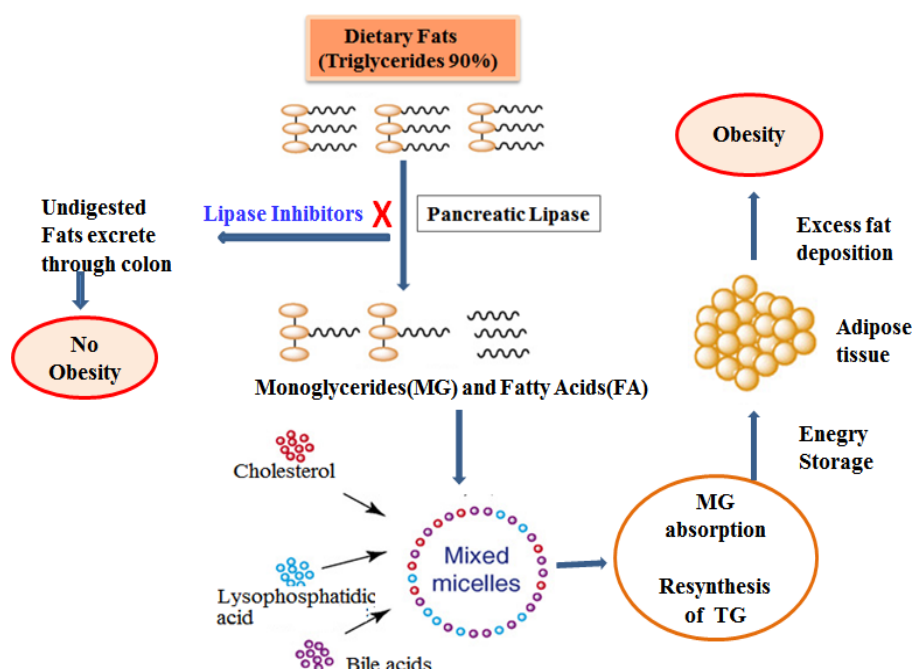 Dietary Fats
(Triglycerides 90%)
Obesity
Undigested
Fats excrete
through colon
Lipase Inhibitors X
Pancreatic Lipase
Excess fat
deposition
No
Obesity
Adipose
tissue
Monoglycerides(MG) and Fatty Acids(FA)
Cholesterol
Enegry
Storage
Mixed
micelles
MG
absorption
Resynthesis
of TG
Lysophosphatidic
acid
Bile acids